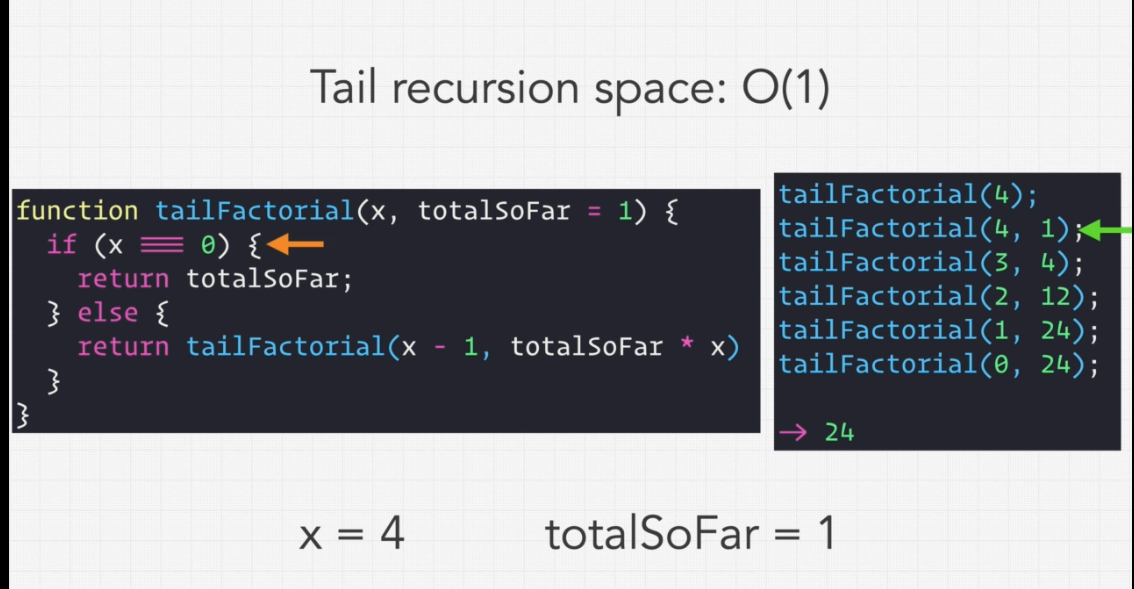 Tail recursion space: O(1)
function tailFactorial(x, totalSoFar = 1) {
  if (x === 0) {
    return totalSoFar;
  } else {
    return tailFactorial(x - 1, totalSoFar * x)
  }
}
tailFactorial(4);
tailFactorial(4, 1);
tailFactorial(3, 4);
tailFactorial(2, 12);
tailFactorial(1, 24);
tailFactorial(0, 24);
→ 24
x = 4 totalSoFar = 1